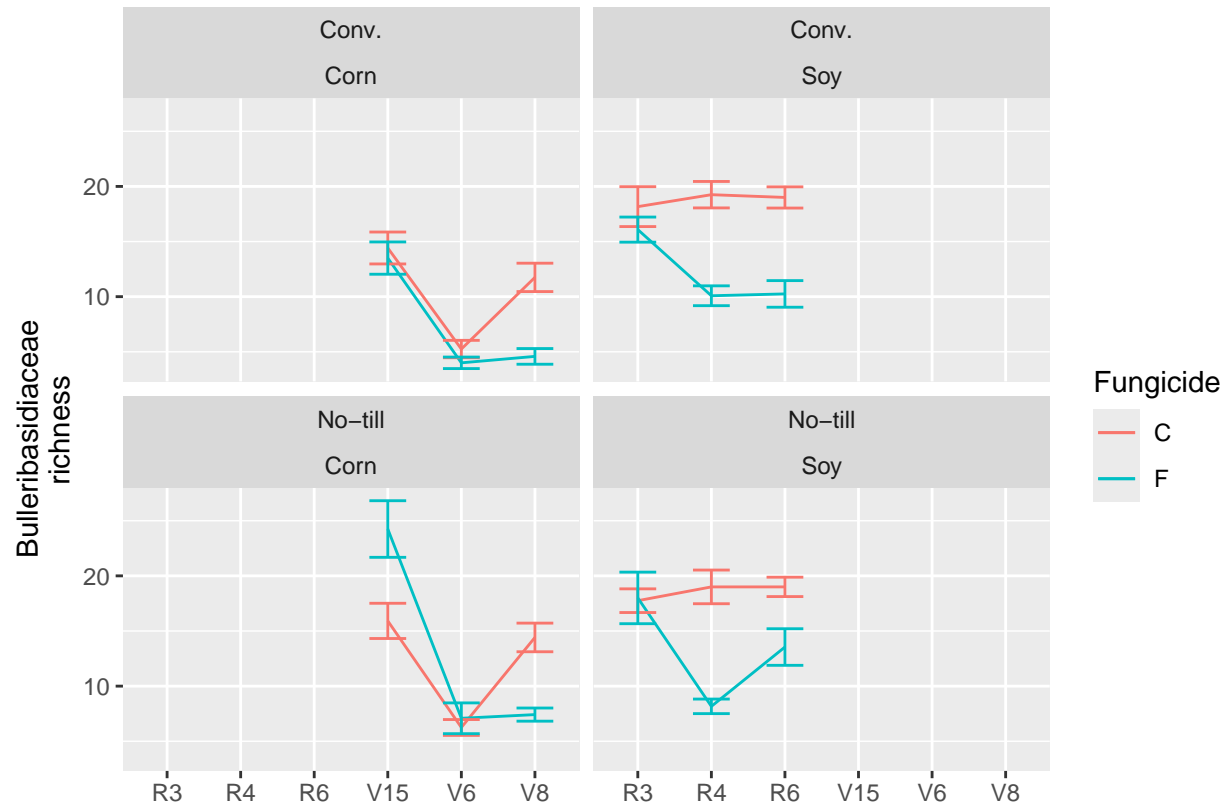 Conv.
Corn
Conv.
Soy
20
10
No−till
Corn
No−till
Soy
20
10
R3 R4 R6 V15 V6 V8
R3 R4 R6 V15 V6 V8
Bulleribasidiaceae
richness
Fungicide
C
F